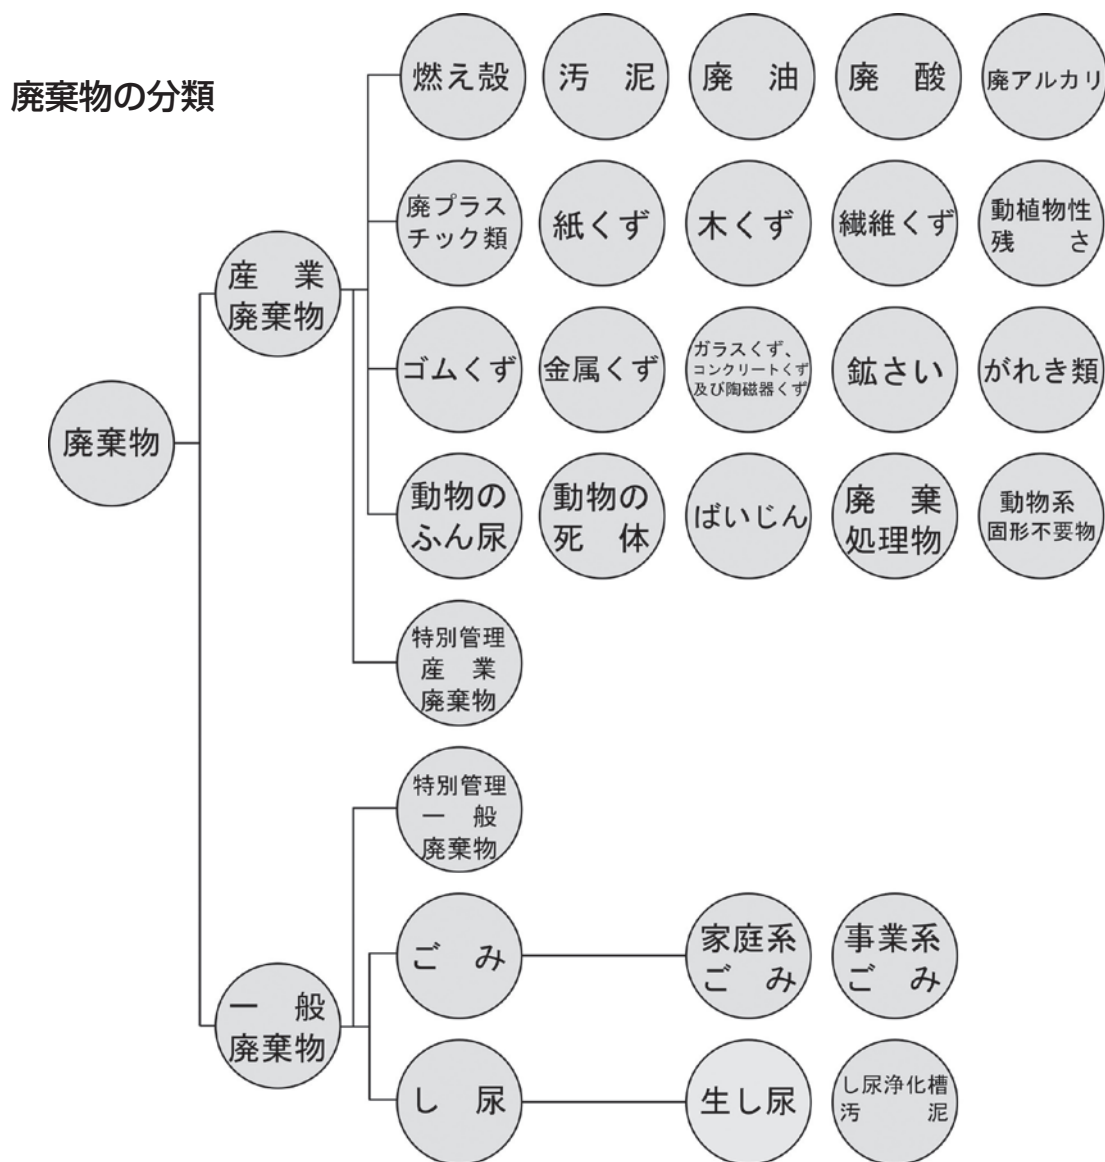 廃棄物の分類
燃え殻
汚泥
廃油
廃酸
廃アルカリ
廃プラス
チック類
紙くず
木くず
繊維くず
動植物性
残さ
産業
廃棄物
ゴムくず
金属くず
ガラスくず、
コンクリートくず
及び陶磁器くず
鉱さい
がれき類
廃棄物
動物の
ふん尿
動物の
死体
ばいじん
廃棄
処理物
動物系
固形不要物
特別管理
産業
廃棄物
特別管理
一般
廃棄物
ごみ
家庭系
ごみ
事業系
ごみ
一般
廃棄物
し尿
生し尿
し尿浄化槽
汚泥